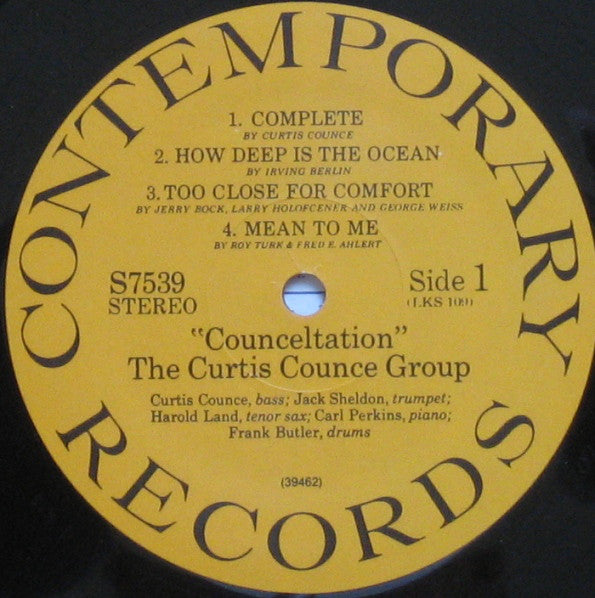 CONTEMPORARY
1. COMPLETE
BY CURTIS COUNCE
2. HOW DEEP IS THE OCEAN
BY IRVING BERLIN
3. TOO CLOSE FOR COMFORT
BY JERRY BOCK, LARRY HOLOFCENER AND GEORGE WEISS
4. MEAN TO ME
BY ROY TURK & FRED E. AHLERT
S7539
STEREO
Side 1
(LKS 109)
"Counceltation"
The Curtis Counce Group
Curtis Counce, bass; Jack Sheldon, trumpet;
Harold Land, tenor sax; Carl Perkins, piano;
Frank Butler, drums
(39462)
RECORDS